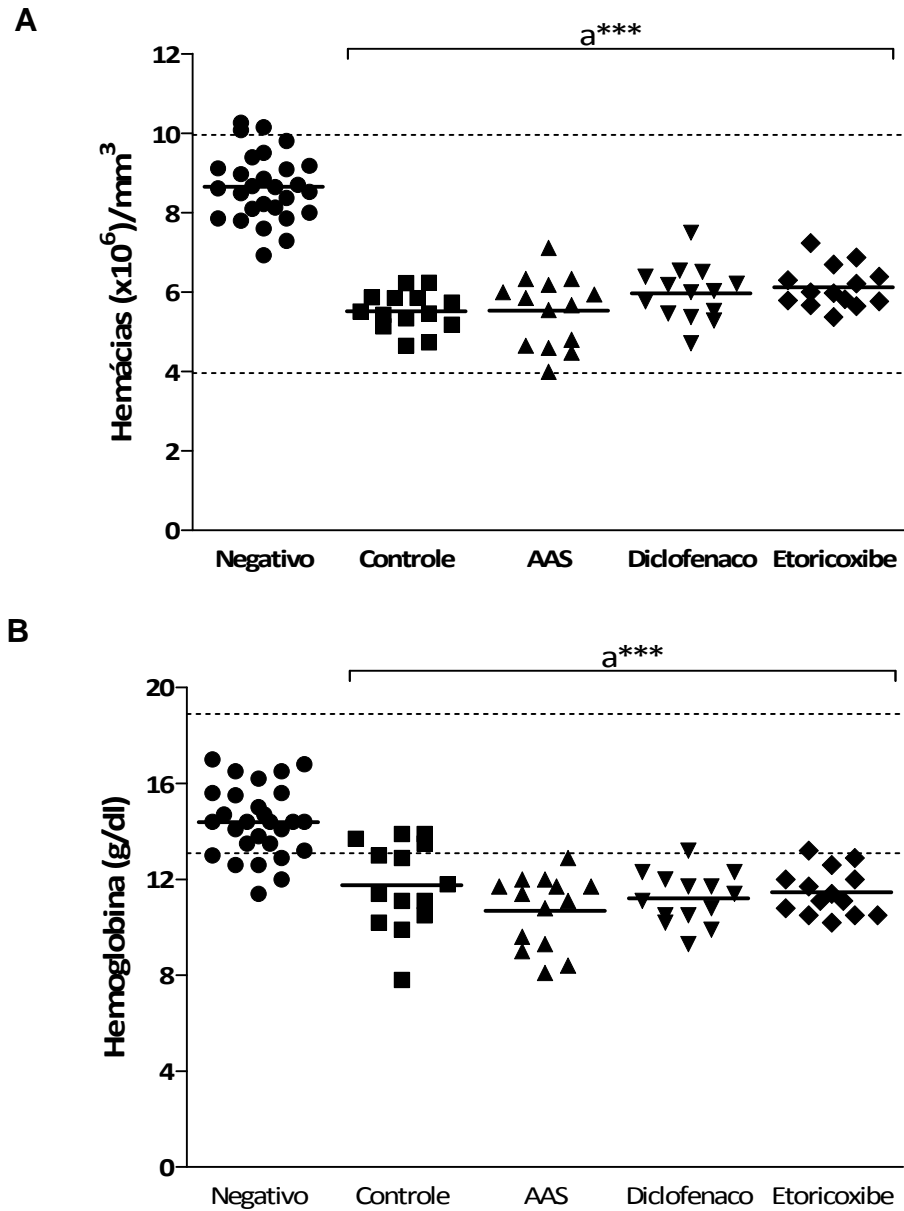 A
a***
12
10
8
6
4
2
0
Hemácias (x10⁶)/mm³
Negativo Controle AAS Diclofenaco Etoricoxibe
B
a***
20
16
12
8
4
0
Hemoglobina (g/dl)
Negativo Controle AAS Diclofenaco Etoricoxibe